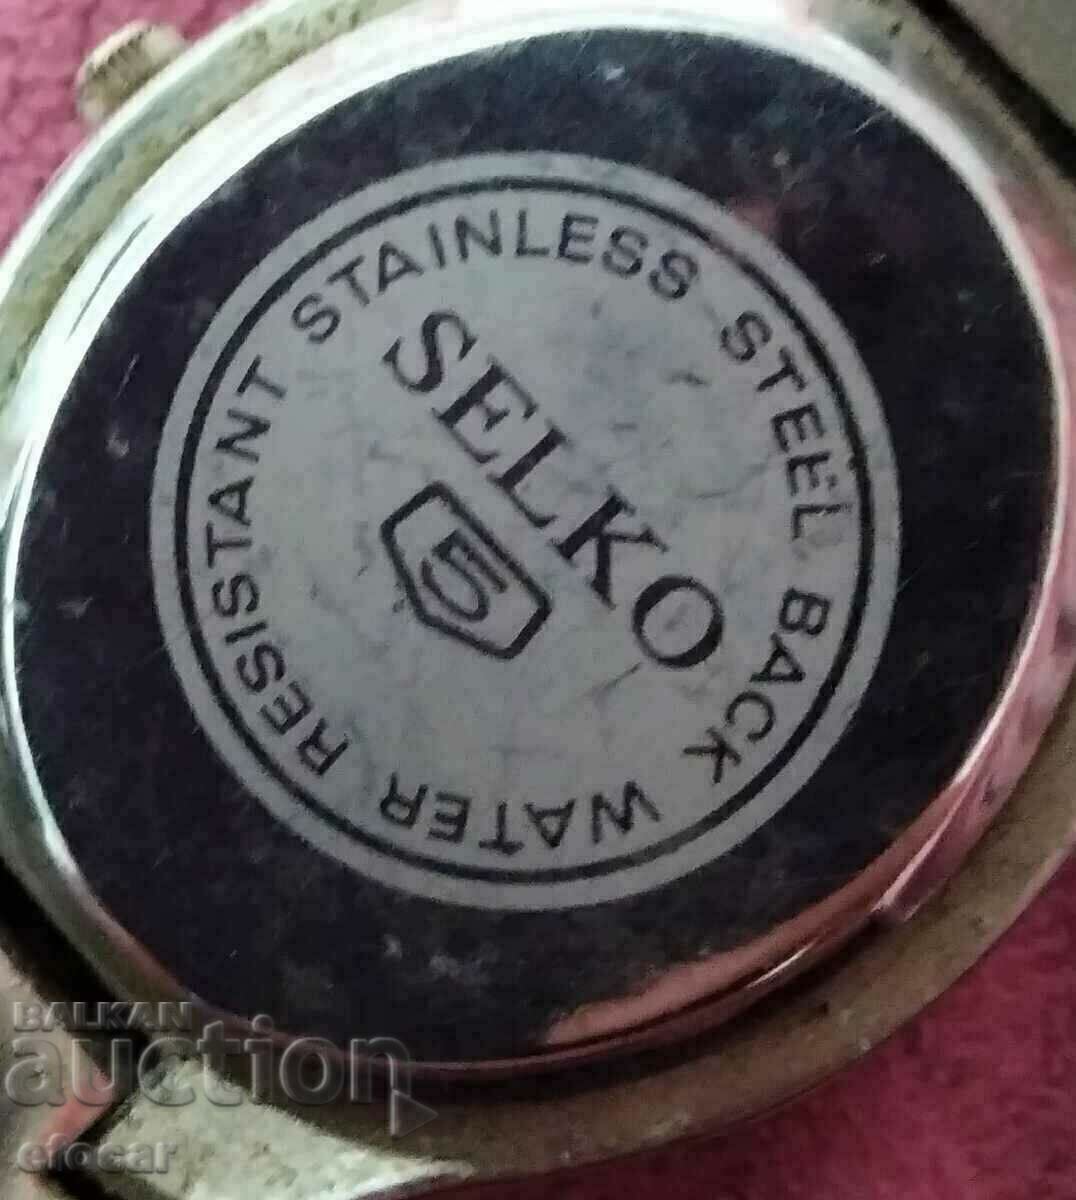 STAINLESS STEEL BACK WATER RESISTANT
SELKO
5
BALKAN
auction
efocar